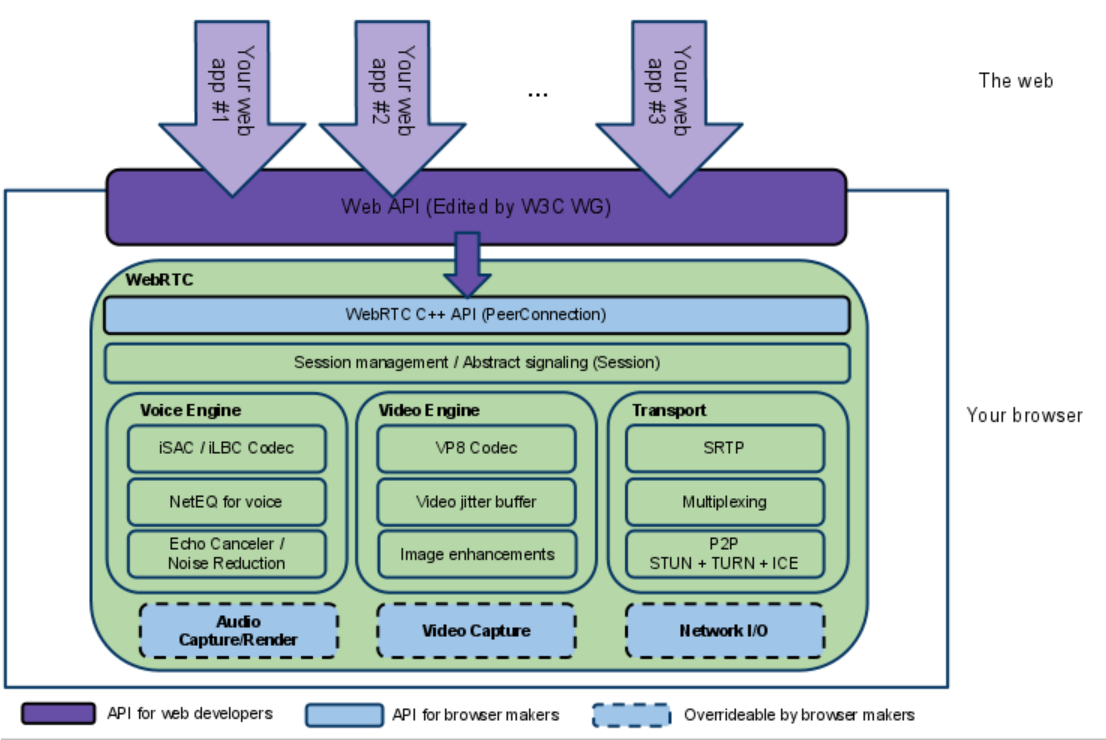 Your web
app #1
Your web
app #2
...
Your web
app #3
The web
Web API (Edited by W3C WG)
WebRTC
WebRTC C++ API (PeerConnection)
Session management / Abstract signaling (Session)
Your browser
Voice Engine
iSAC / iLBC Codec
NetEQ for voice
Echo Canceler /
Noise Reduction
Video Engine
VP8 Codec
Video jitter buffer
Image enhancements
Transport
SRTP
Multiplexing
P2P
STUN + TURN + ICE
Audio
Capture/Render
Video Capture
Network I/O
API for web developers
API for browser makers
Overrideable by browser makers